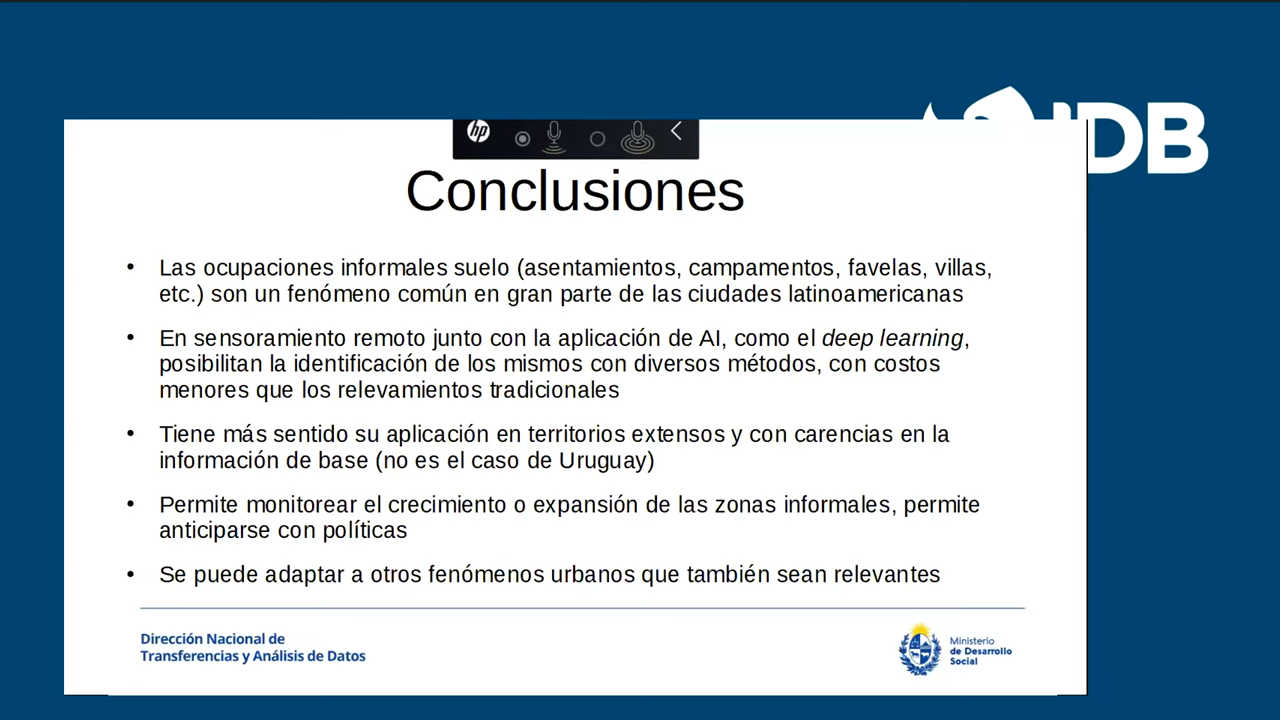 IDB
hp
Conclusiones
• Las ocupaciones informales suelo (asentamientos, campamentos, favelas, villas,
etc.) son un fenómeno común en gran parte de las ciudades latinoamericanas
• En sensoramiento remoto junto con la aplicación de AI, como el deep learning,
posibilitan la identificación de los mismos con diversos métodos, con costos
menores que los relevamientos tradicionales
• Tiene más sentido su aplicación en territorios extensos y con carencias en la
información de base (no es el caso de Uruguay)
• Permite monitorear el crecimiento o expansión de las zonas informales, permite
anticiparse con políticas
• Se puede adaptar a otros fenómenos urbanos que también sean relevantes
Dirección Nacional de
Transferencias y Análisis de Datos
Ministerio
de Desarrollo
Social